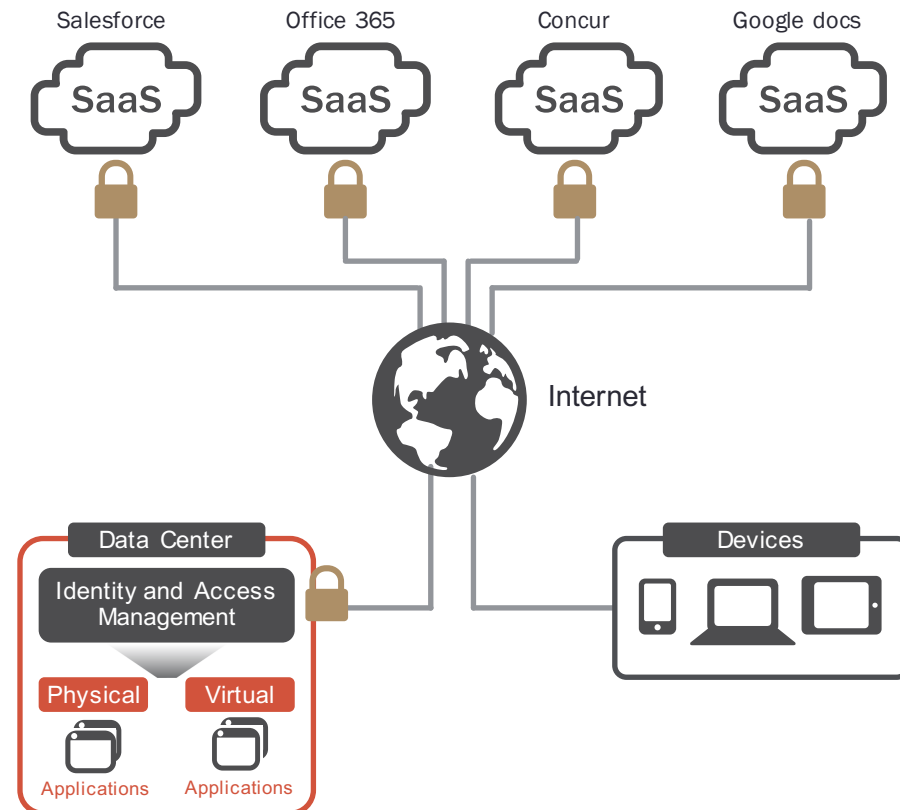 Salesforce
Office 365
Concur
Google docs
SaaS
SaaS
SaaS
SaaS
Internet
Data Center
Identity and Access
Management
Physical
Virtual
Applications
Applications
Devices